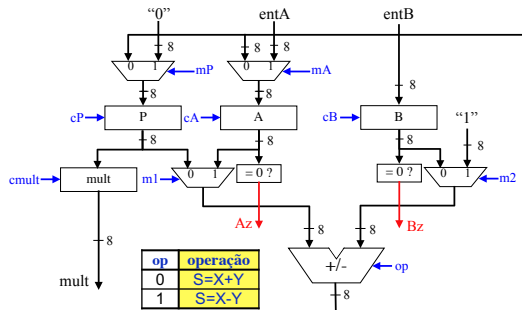 “0” entA entB
8 8
0 1 0 1
mP mA
8 8 8
“1”
cP P cA A cB B
8 8 8 8
cmult mult m1 0 1 = 0 ? = 0 ? 0 1 m2
Az Bz
8 8 8
mult
+/- op
8
op operação
0 S=X+Y
1 S=X-Y